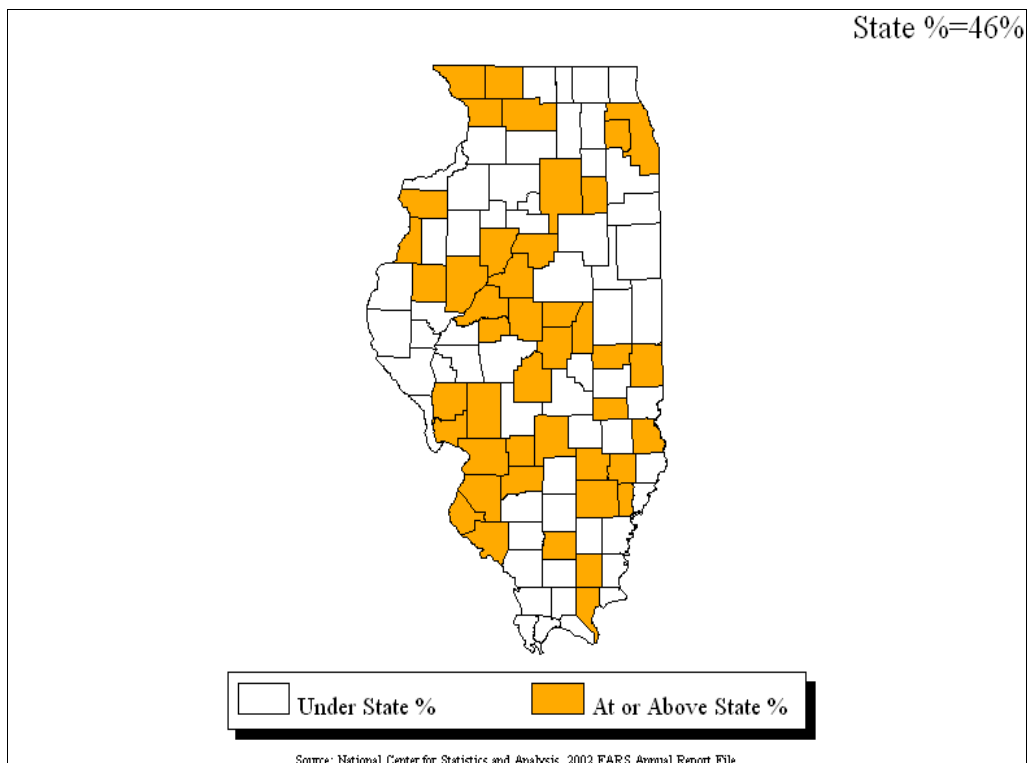 State %=46%
Under State %
At or Above State %
Source: National Center for Statistics and Analysis, 2002 FARS Annual Report File